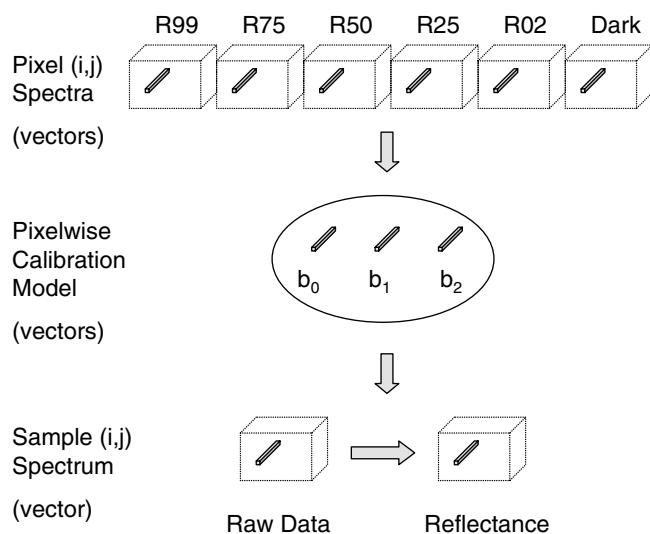 R99 R75 R50 R25 R02 Dark
Pixel (i,j)
Spectra
(vectors)
Pixelwise
Calibration
Model
(vectors)
b0 b1 b2
Sample (i,j)
Spectrum
(vector)
Raw Data Reflectance